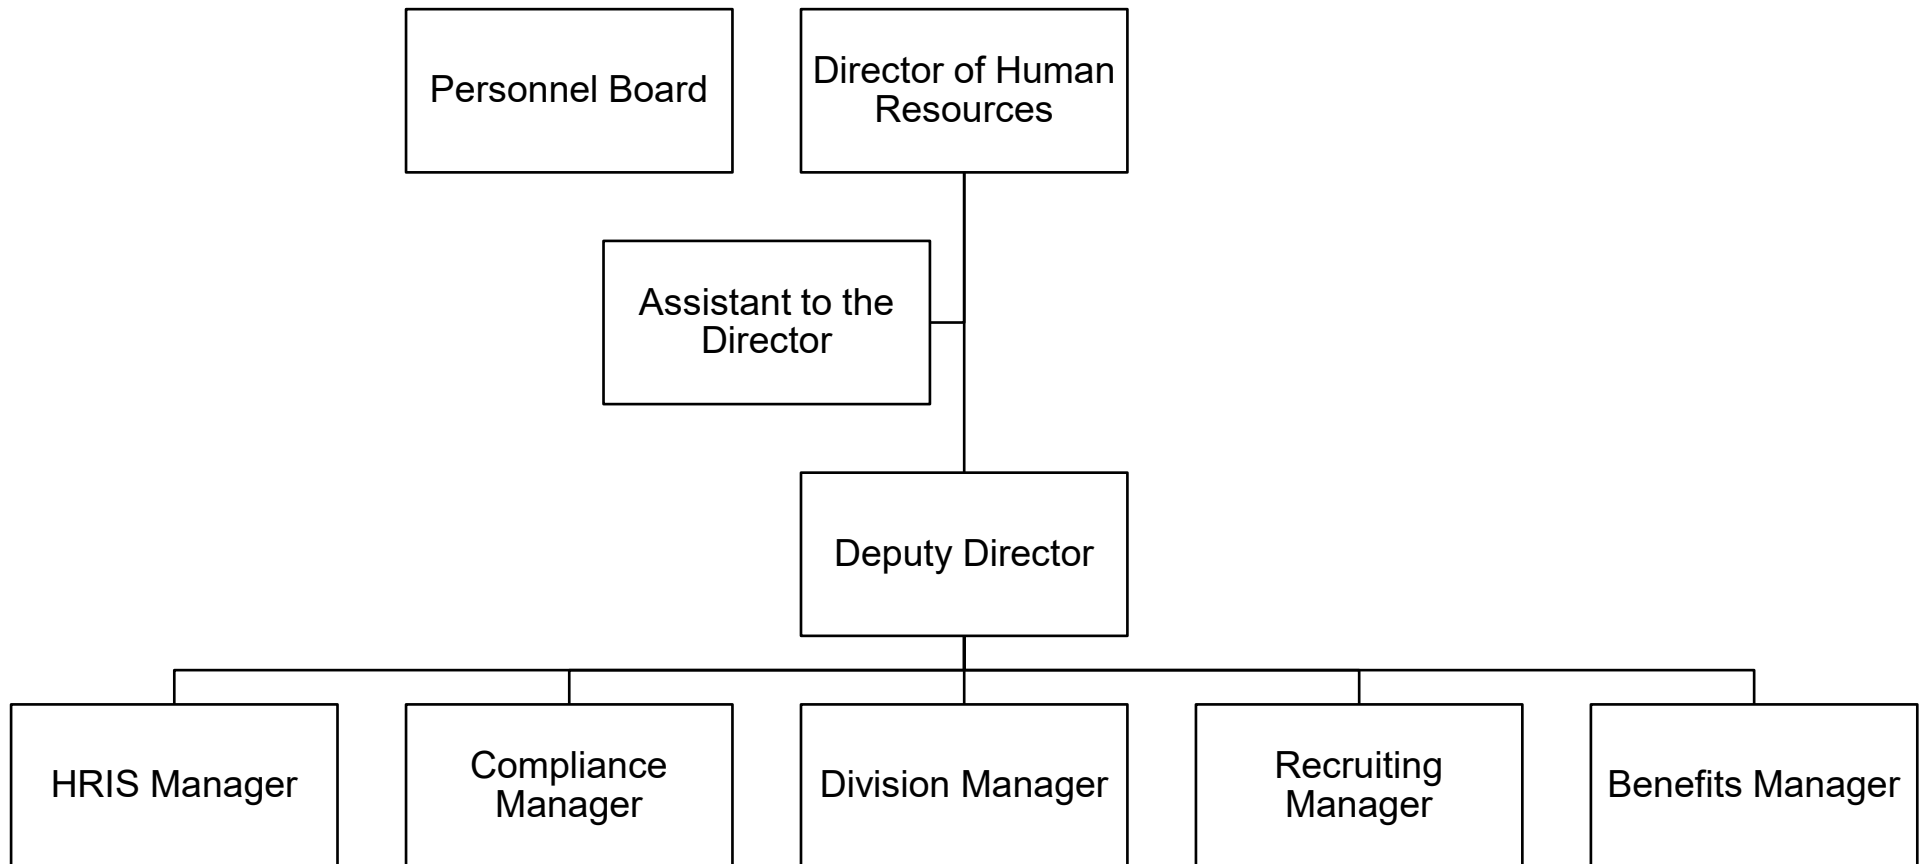 Personnel Board
Director of Human
Resources
Assistant to the
Director
Deputy Director
HRIS Manager
Compliance
Manager
Division Manager
Recruiting
Manager
Benefits Manager